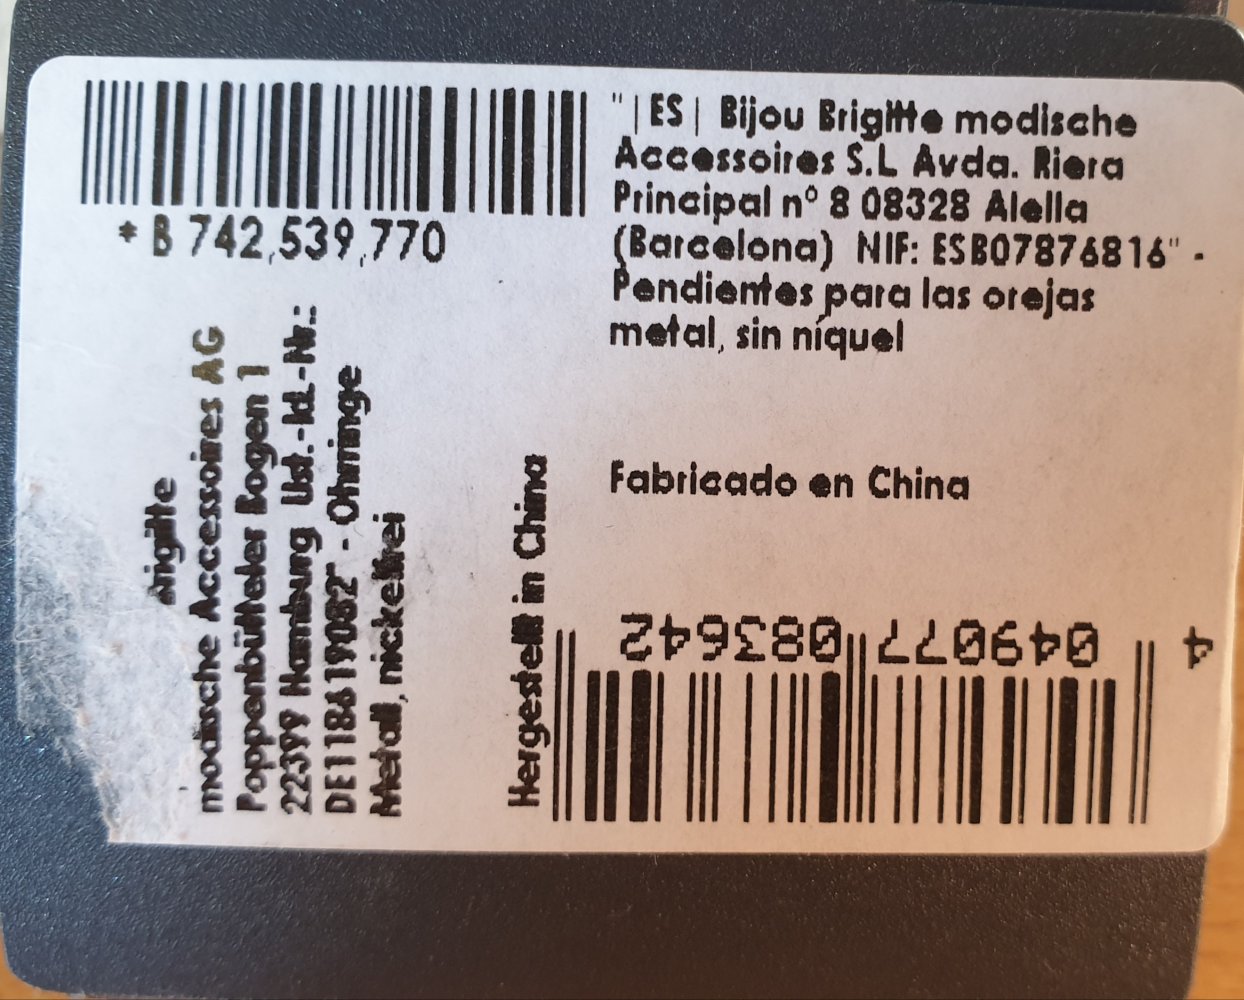 * B 742,539,770
"|ES| Bijou Brigitte modische
Accessoires S.L Avda. Riera
Principal nº 8 08328 Alella
(Barcelona) NIF: ESB07876816" -
Pendientes para las orejas
metal, sin níquel
Fabricado en China
modische Accessoires AG
Poppenbütteler Bogen 1
22399 Hamburg Ust.-Id.-Nr.:
DE118619082" - Ohrringe
Metall, nickelfrei
Hergestellt in China
4 049077 083642